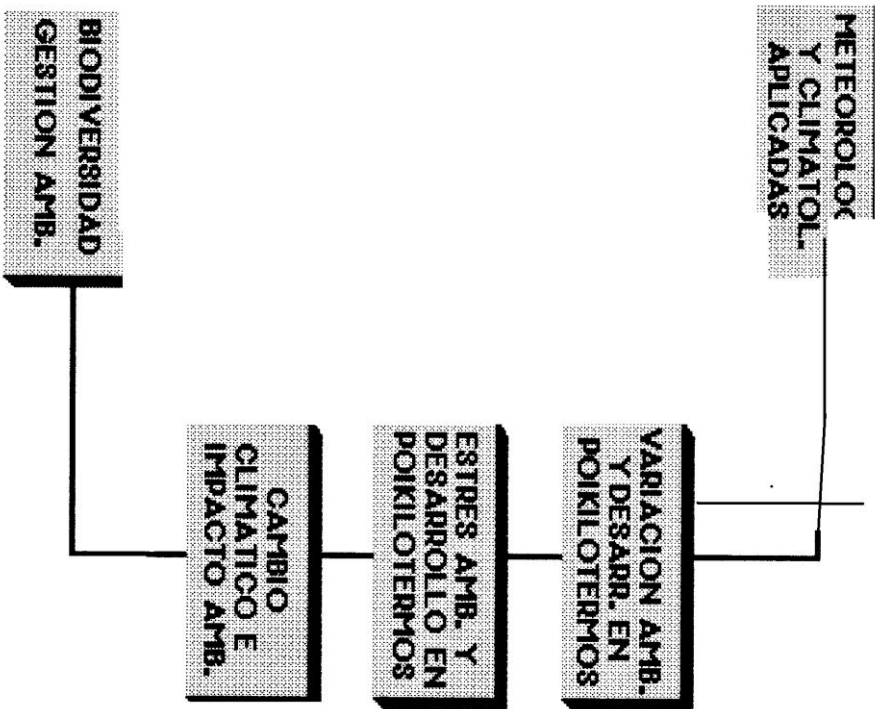 METEOROLOC
Y CLIMATOL.
APLICADAS
VARIACION AMB.
Y DESARR. EN
POIKILOTERMOS
ESTRES AMB. Y
DESARROLLO EN
POIKILOTERMOS
CAMBIO
CLIMATICO E
IMPACTO AMB.
BIODIVERSIDAD
GESTION AMB.